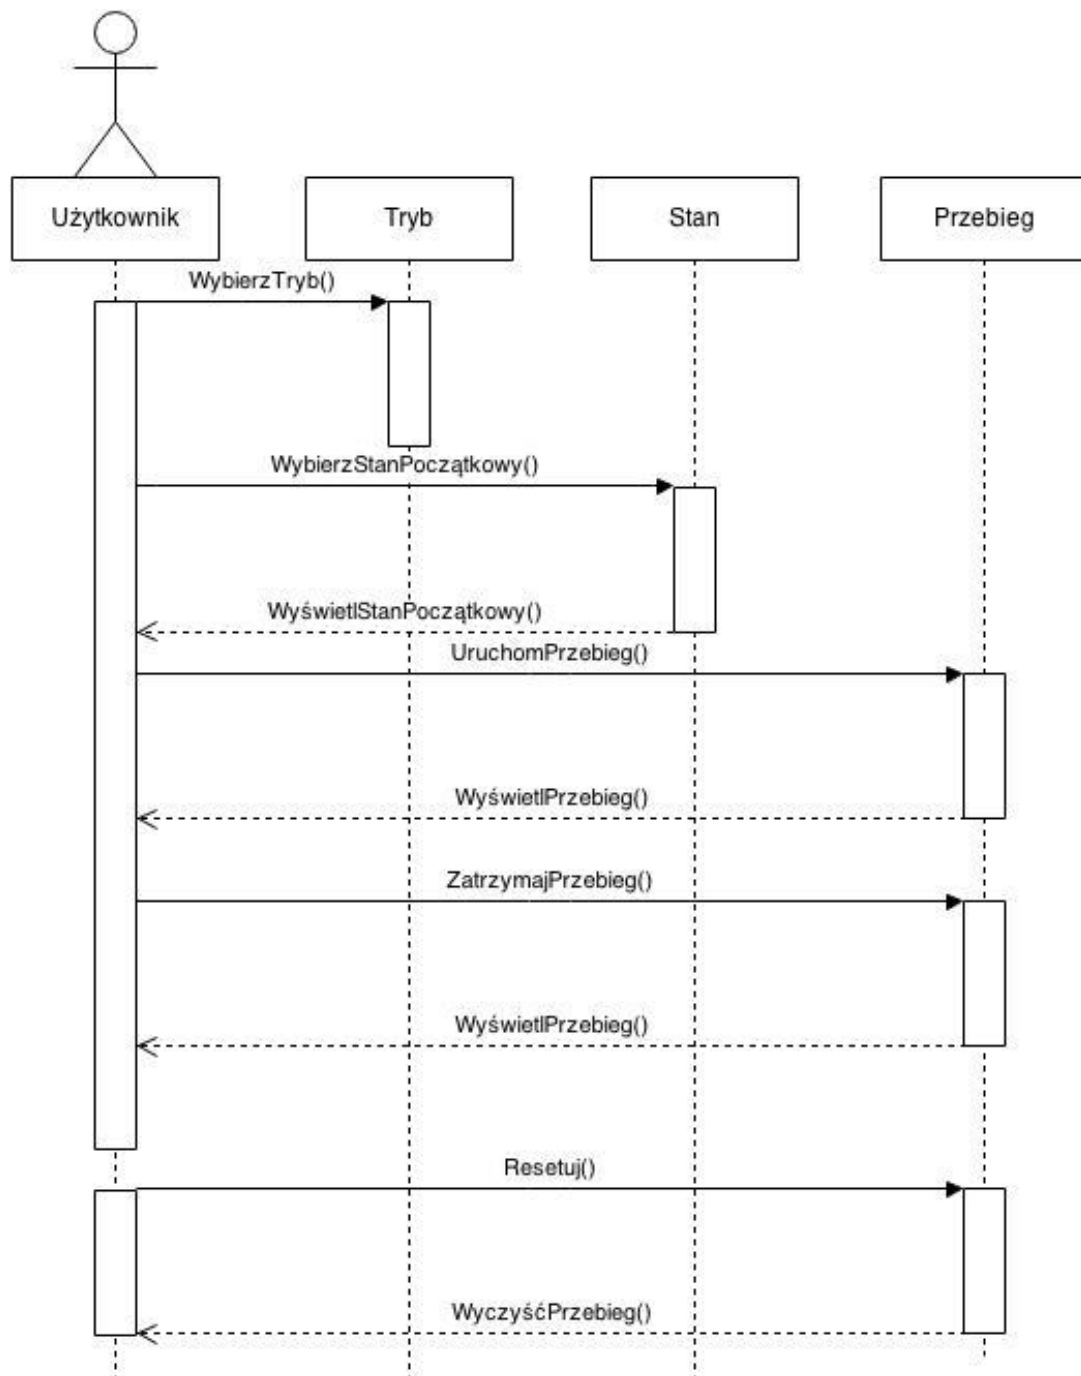 Użytkownik
Tryb
Stan
Przebieg
WybierzTryb()
WybierzStanPoczątkowy()
WyświetlStanPoczątkowy()
UruchomPrzebieg()
WyświetlPrzebieg()
ZatrzymajPrzebieg()
WyświetlPrzebieg()
Resetuj()
WyczyśćPrzebieg()